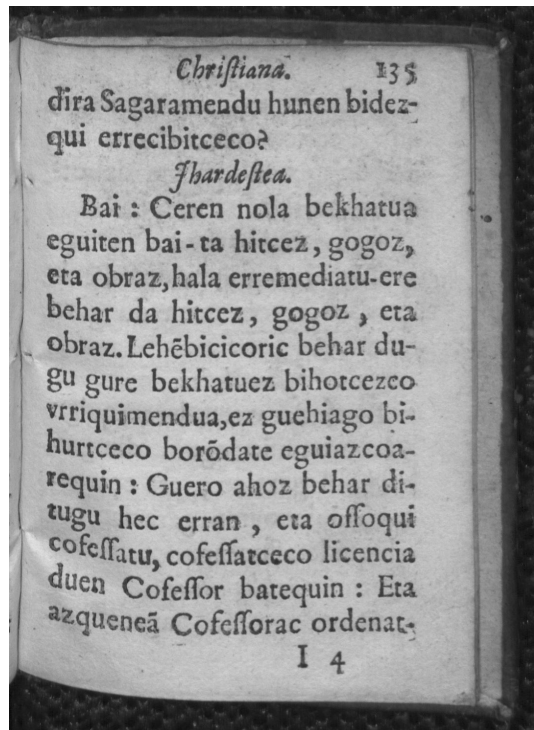 Chriſtiana. 135
dira Sagaramendu hunen bidez-
qui errecibitceco?
Jhardeſtea.
Bai : Ceren nola bekhatua
eguiten bai-ta hitcez, gogoz,
eta obraz, hala erremediatu-ere
behar da hitcez, gogoz, eta
obraz. Lehẽbicicoric behar du-
gu gure bekhatuez bihotcezco
vrriquimendua, ez guehiago bi-
hurtceco borõdate eguiazcoa-
requin : Guero ahoz behar di-
tugu hec erran, eta oſſoqui
cofeſſatu, cofeſſatceco licencia
duen Cofeſſor batequin : Eta
azqueneã Cofeſſorac ordenat-
I 4